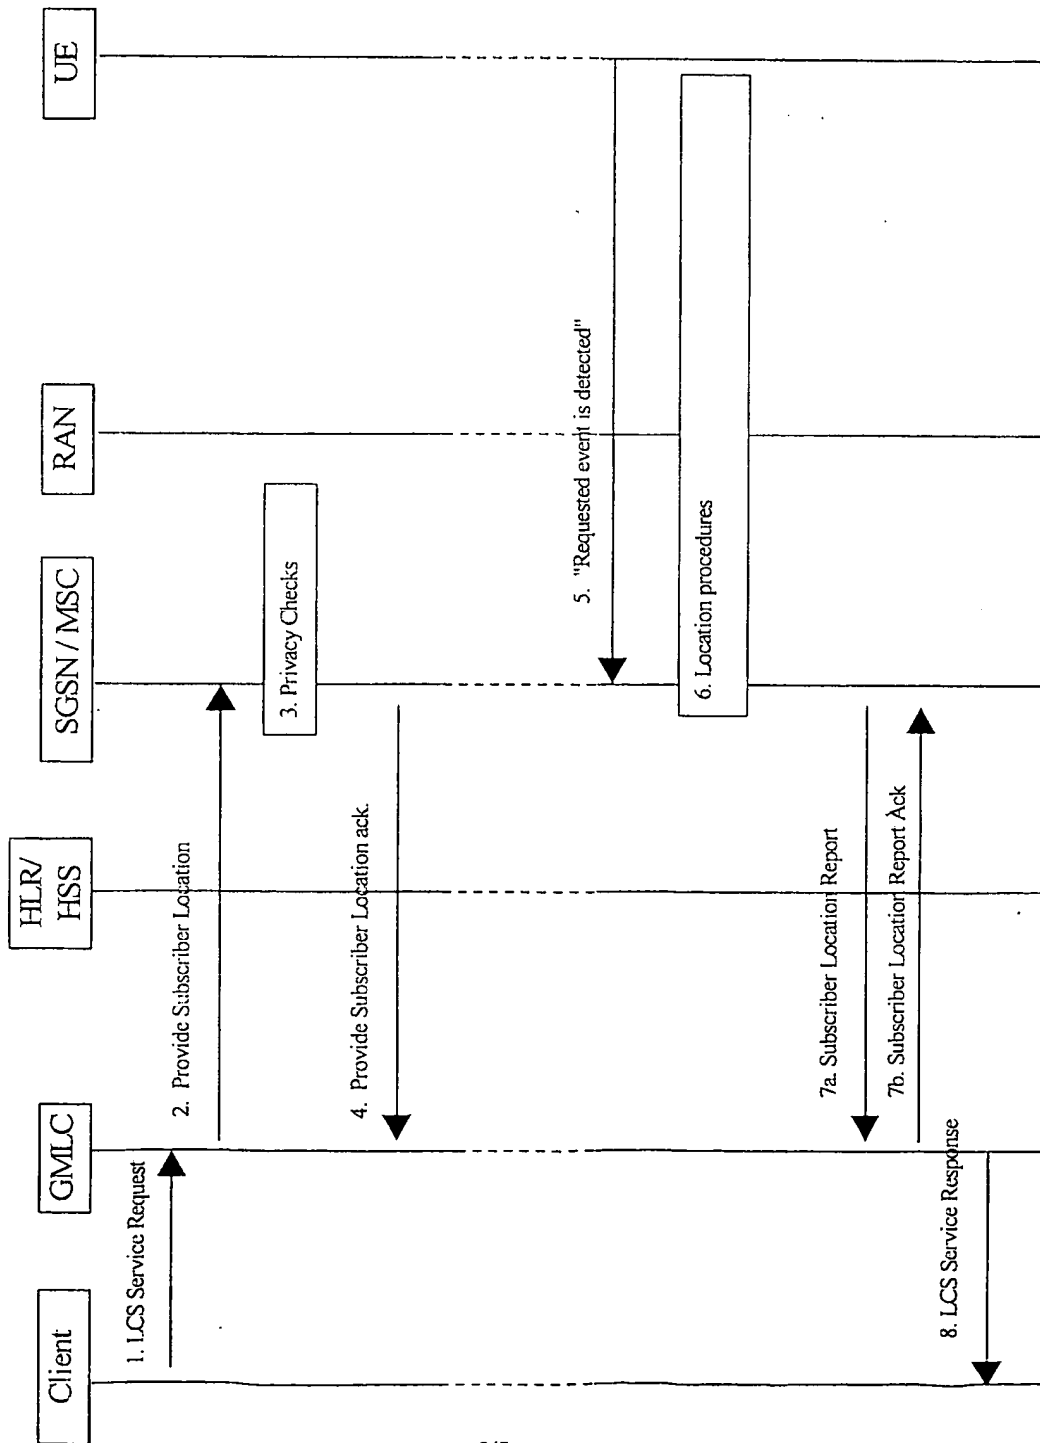 Client
GMLC
HLR/
HSS
SGSN / MSC
RAN
UE
1. LCS Service Request
2. Provide Subscriber Location
3. Privacy Checks
4. Provide Subscriber Location ack.
5. "Requested event is detected"
6. Location procedures
7a. Subscriber Location Report
7b. Subscriber Location Report Ack
8. LCS Service Response